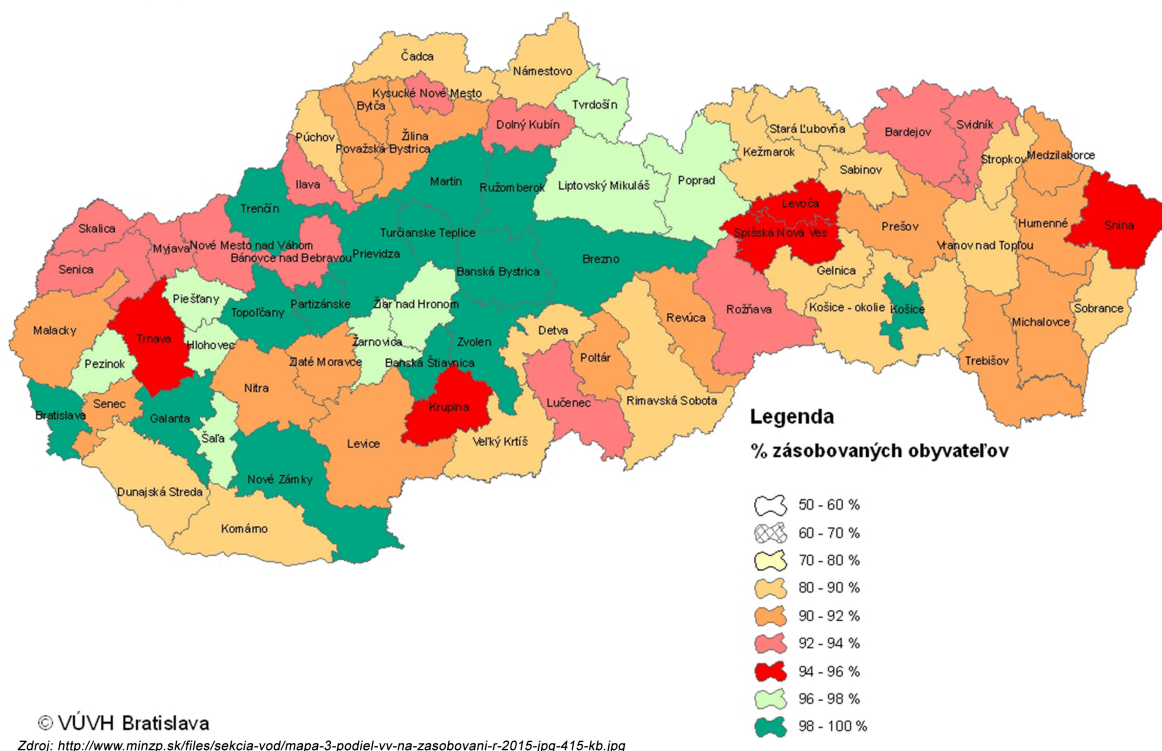 Čadca
Námestovo
Kysucké Nové Mesto
Tvrdošín
Bytča
Púchov
Žilina
Dolný Kubín
Považská Bystrica
Stará Ľubovňa
Bardejov
Svidník
Stropkov
Medzilaborce
Kežmarok
Sabinov
Ilava
Martin
Ružomberok
Liptovský Mikuláš
Poprad
Levoča
Trenčín
Skalica
Turčianske Teplice
Spišská Nová Ves
Prešov
Humenné
Snina
Myjava
Nové Mesto nad Váhom
Bánovce nad Bebravou
Prievidza
Vranov nad Topľou
Senica
Banská Bystrica
Brezno
Gelnica
Piešťany
Topoľčany
Partizánske
Žiar nad Hronom
Rožňava
Košice - okolie
Košice
Sobrance
Malacky
Trnava
Hlohovec
Žarnovica
Zvolen
Detva
Revúca
Michalovce
Pezinok
Zlaté Moravce
Banská Štiavnica
Poltár
Trebišov
Nitra
Bratislava
Senec
Galanta
Krupina
Lučenec
Rimavská Sobota
Šaľa
Levice
Veľký Krtíš
Nové Zámky
Dunajská Streda
Komárno
Legenda
% zásobovaných obyvateľov
50 - 60 %
60 - 70 %
70 - 80 %
80 - 90 %
90 - 92 %
92 - 94 %
94 - 96 %
96 - 98 %
98 - 100 %
© VÚVH Bratislava
Zdroj: http://www.minzp.sk/files/sekcia-vod/mapa-3-podiel-vv-na-zasobovani-r-2015-jpg-415-kb.jpg